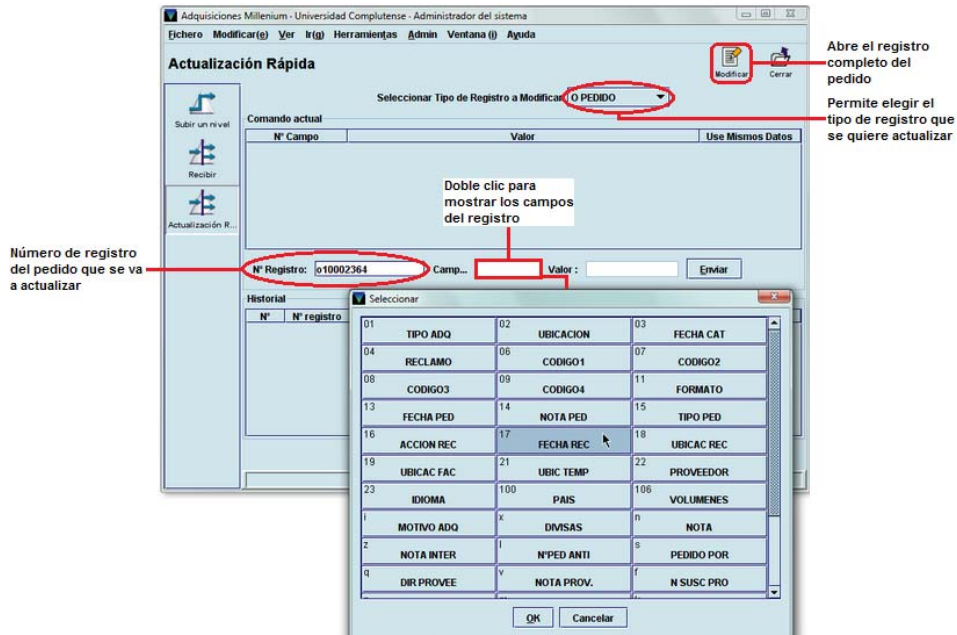 Adquisiciones Millenium - Universidad Complutense - Administrador del sistema
Fichero Modificar(e) Ver Ir(g) Herramientas Admin Ventana (i) Ayuda
Actualización Rápida
Modificar
Cerrar
Abre el registro
completo del
pedido
Seleccionar Tipo de Registro a Modificar O PEDIDO
Permite elegir el
tipo de registro que
se quiere actualizar
Subir un nivel
Recibir
Actualización R...
Comando actual
Nº Campo Valor Use Mismos Datos
Doble clic para
mostrar los campos
del registro
Número de registro
del pedido que se va
a actualizar
Nº Registro: o10002364 Camp... Valor : Enviar
Historial
Nº Nº registro
Seleccionar
01 TIPO ADQ 02 UBICACION 03 FECHA CAT
04 RECLAMO 06 CODIGO1 07 CODIGO2
08 CODIGO3 09 CODIGO4 11 FORMATO
13 FECHA PED 14 NOTA PED 15 TIPO PED
16 ACCION REC 17 FECHA REC 18 UBICAC REC
19 UBICAC FAC 21 UBIC TEMP 22 PROVEEDOR
23 IDIOMA 100 PAIS 106 VOLUMENES
i MOTIVO ADQ x DIVISAS n NOTA
z NOTA INTER l NºPED ANTI s PEDIDO POR
q DIR PROVEE v NOTA PROV. f N SUSC PRO
OK Cancelar